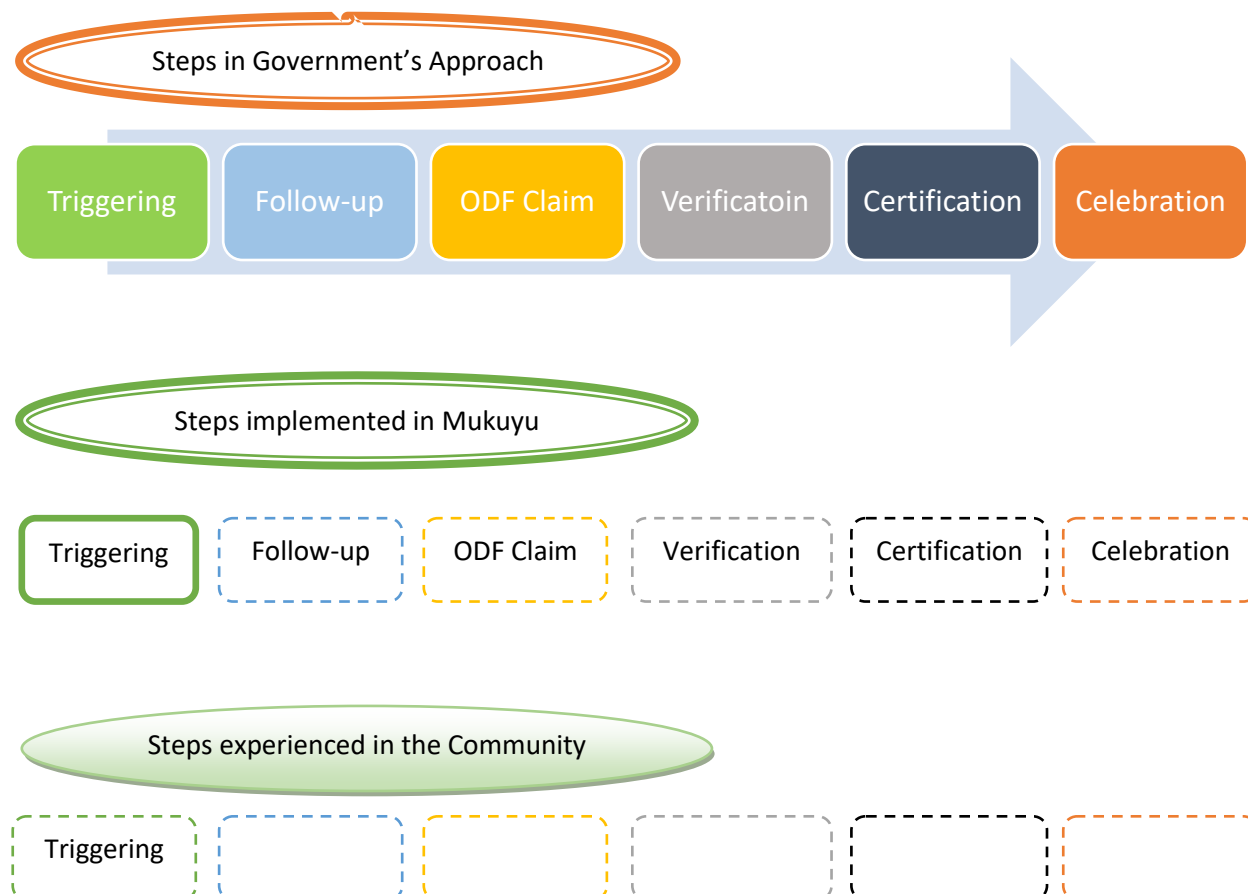 Steps in Government’s Approach
Triggering
Follow-up
ODF Claim
Verificatoin
Certification
Celebration
Steps implemented in Mukuyu
Triggering
Follow-up
ODF Claim
Verification
Certification
Celebration
Steps experienced in the Community
Triggering